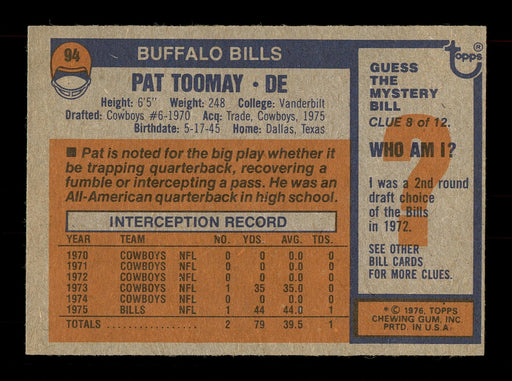 94
BUFFALO BILLS
PAT TOOMAY • DE
Height: 6'5" Weight: 248 College: Vanderbilt
Drafted: Cowboys #6-1970 Acq: Trade, Cowboys, 1975
Birthdate: 5-17-45 Home: Dallas, Texas
■ Pat is noted for the big play whether it
be trapping quarterback, recovering a
fumble or intercepting a pass. He was an
All-American quarterback in high school.
INTERCEPTION RECORD
YEAR TEAM NO. YDS. AVG. TDS.
1970 COWBOYS NFL 0 0 0.0 0
1971 COWBOYS NFL 0 0 0.0 0
1972 COWBOYS NFL 0 0 0.0 0
1973 COWBOYS NFL 1 35 35.0 0
1974 COWBOYS NFL 0 0 0.0 0
1975 BILLS NFL 1 44 44.0 1
TOTALS .................... 2 79 39.5 1
topps®
GUESS
THE
MYSTERY
BILL
CLUE 8 of 12.
?
WHO AM I?
I was a 2nd round
draft choice
of the Bills
in 1972.
SEE OTHER
BILL CARDS
FOR MORE CLUES.
* © 1976, TOPPS
CHEWING GUM, INC.
PRTD. IN U.S.A.